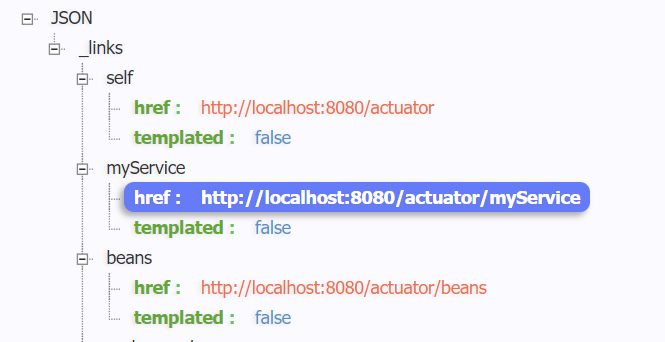 JSON
_links
self
href : http://localhost:8080/actuator
templated : false
myService
href : http://localhost:8080/actuator/myService
templated : false
beans
href : http://localhost:8080/actuator/beans
templated : false